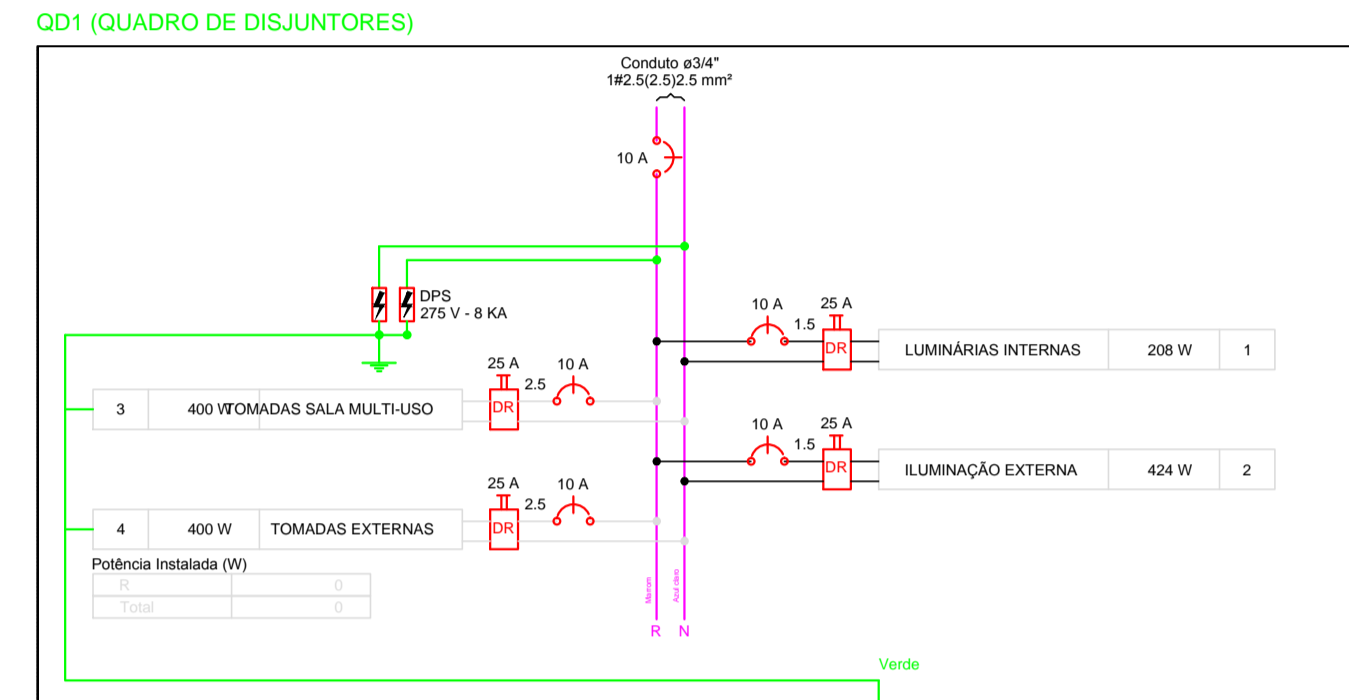 QD1 (QUADRO DE DISJUNTORES)
Conduto ø3/4"
1#2.5(2.5)2.5 mm²
10 A
DPS
275 V - 8 KA
10 A
25 A
1.5
DR
LUMINÁRIAS INTERNAS
208 W
1
25 A
10 A
2.5
DR
3
400 W
TOMADAS SALA MULTI-USO
10 A
25 A
1.5
DR
ILUMINAÇÃO EXTERNA
424 W
2
25 A
10 A
2.5
DR
4
400 W
TOMADAS EXTERNAS
Potência Instalada (W)
R
0
Total
0
Marrom
Azul claro
R
N
Verde